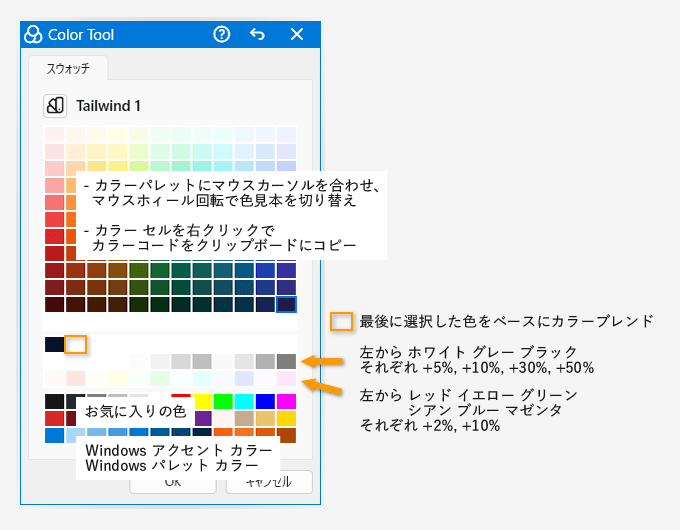 Color Tool
スウォッチ
Tailwind 1
- カラーパレットにマウスカーソルを合わせ、
マウスホィール回転で色見本を切り替え
- カラー セルを右クリックで
カラーコードをクリップボードにコピー
最後に選択した色をベースにカラーブレンド
左から ホワイト グレー ブラック
それぞれ +5%, +10%, +30%, +50%
左から レッド イエロー グリーン
シアン ブルー マゼンタ
それぞれ +2%, +10%
お気に入りの色
Windows アクセント カラー
Windows パレット カラー
OK
キャンセル